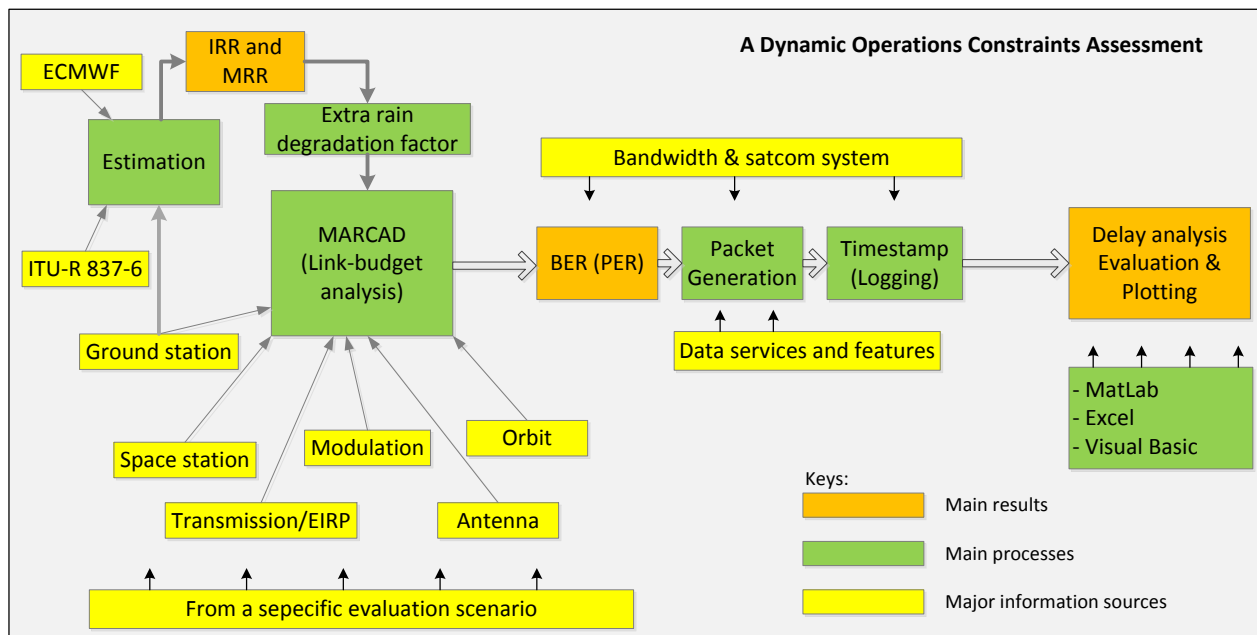 A Dynamic Operations Constraints Assessment
ECMWF
IRR and
MRR
Estimation
Extra rain
degradation factor
ITU-R 837-6
MARCAD
(Link-budget
analysis)
Ground station
Space station
Transmission/EIRP
Modulation
Antenna
Orbit
From a sepecific evaluation scenario
Bandwidth & satcom system
BER (PER)
Packet
Generation
Timestamp
(Logging)
Data services and features
Delay analysis
Evaluation &
Plotting
- MatLab
- Excel
- Visual Basic
Keys:
Main results
Main processes
Major information sources